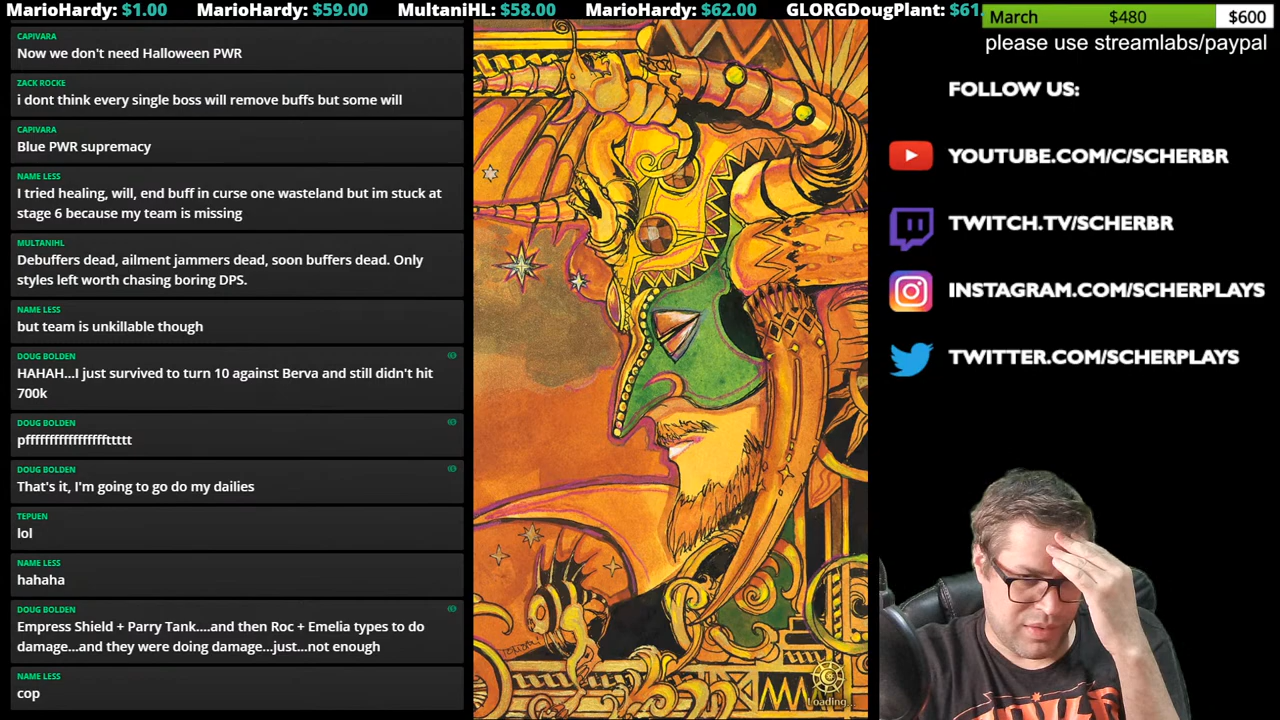 MarioHardy: $1.00 MarioHardy: $59.00 MultaniHL: $58.00 MarioHardy: $62.00 GLORGDougPlant: $61.
March $480 $600
please use streamlabs/paypal
CAPIVARA
Now we don't need Halloween PWR
ZACK ROCKE
i dont think every single boss will remove buffs but some will
CAPIVARA
Blue PWR supremacy
NAME LESS
I tried healing, will, end buff in curse one wasteland but im stuck at
stage 6 because my team is missing
MULTANIHL
Debuffers dead, ailment jammers dead, soon buffers dead. Only
styles left worth chasing boring DPS.
NAME LESS
but team is unkillable though
DOUG BOLDEN
HAHAH...I just survived to turn 10 against Berva and still didn't hit
700k
DOUG BOLDEN
pffffffffffffffffffttttt
DOUG BOLDEN
That's it, I'm going to go do my dailies
TEPUEN
lol
NAME LESS
hahaha
DOUG BOLDEN
Empress Shield + Parry Tank....and then Roc + Emelia types to do
damage...and they were doing damage...just...not enough
NAME LESS
cop
Loading...
FOLLOW US:
YOUTUBE.COM/C/SCHERBR
TWITCH.TV/SCHERBR
INSTAGRAM.COM/SCHERPLAYS
TWITTER.COM/SCHERPLAYS